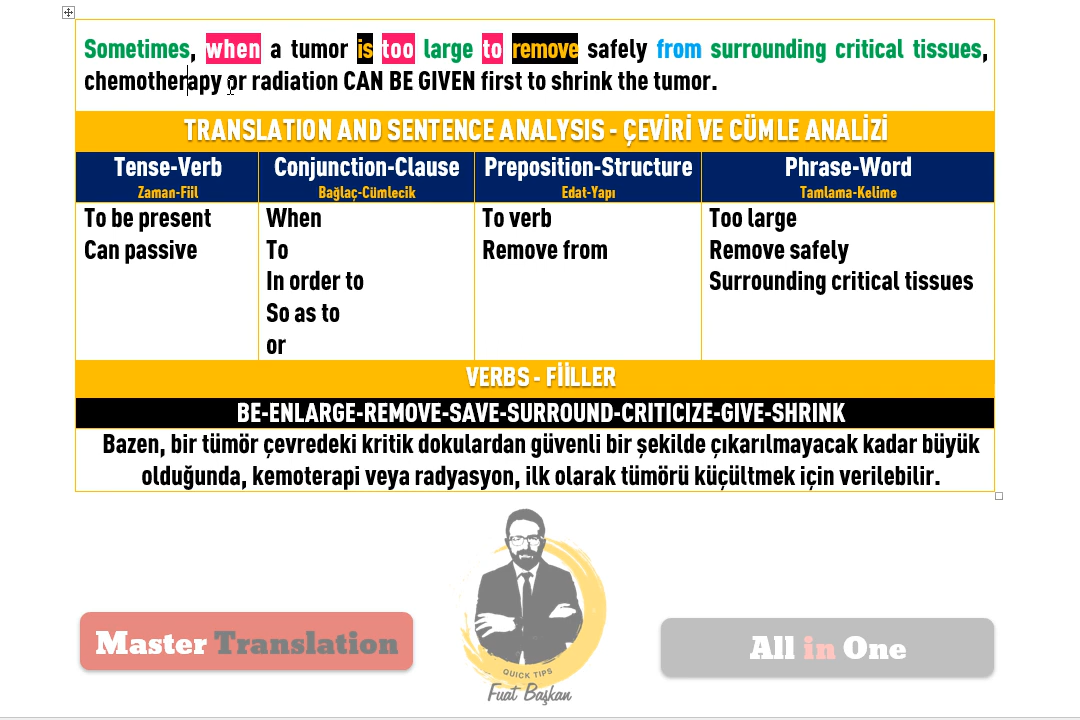 Sometimes, when a tumor is too large to remove safely from surrounding critical tissues,
chemotherapy or radiation CAN BE GIVEN first to shrink the tumor.
TRANSLATION AND SENTENCE ANALYSIS - ÇEVİRİ VE CÜMLE ANALİZİ
Tense-Verb Conjunction-Clause Preposition-Structure Phrase-Word
Zaman-Fiil Bağlaç-Cümlecik Edat-Yapı Tamlama-Kelime
To be present When To verb Too large
Can passive To Remove from Remove safely
In order to Surrounding critical tissues
So as to
or
VERBS - FİİLLER
BE-ENLARGE-REMOVE-SAVE-SURROUND-CRITICIZE-GIVE-SHRINK
Bazen, bir tümör çevredeki kritik dokulardan güvenli bir şekilde çıkarılmayacak kadar büyük
olduğunda, kemoterapi veya radyasyon, ilk olarak tümörü küçültmek için verilebilir.
Master Translation
All in One
QUICK TIPS
Fuat Başkan